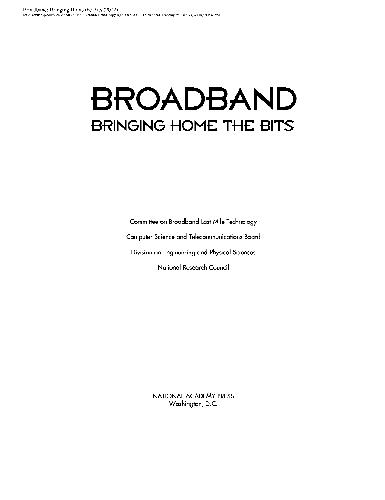 BROADBAND
BRINGING HOME THE BITS
Committee on Broadband Last Mile Technology
Computer Science and Telecommunications Board
Division on Engineering and Physical Sciences
National Research Council
NATIONAL ACADEMY PRESS
Washington, D.C.